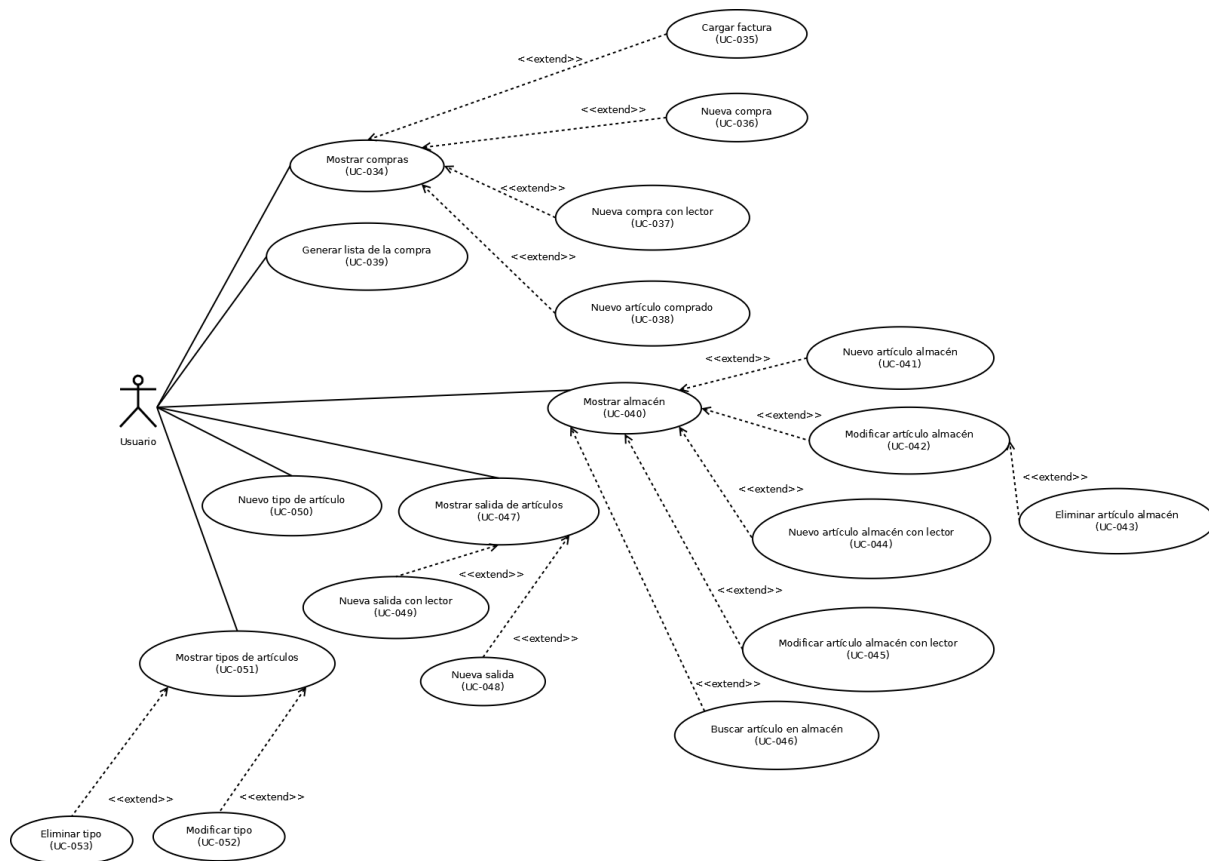 Cargar factura
(UC-035)
<<extend>>
Nueva compra
(UC-036)
<<extend>>
Mostrar compras
(UC-034)
<<extend>>
Nueva compra con lector
(UC-037)
Generar lista de la compra
(UC-039)
<<extend>>
Nuevo artículo comprado
(UC-038)
Nuevo artículo almacén
(UC-041)
<<extend>>
Mostrar almacén
(UC-040)
<<extend>>
Modificar artículo almacén
(UC-042)
Usuario
<<extend>>
Eliminar artículo almacén
(UC-043)
Nuevo tipo de artículo
(UC-050)
Mostrar salida de artículos
(UC-047)
<<extend>>
Nuevo artículo almacén con lector
(UC-044)
<<extend>>
Nueva salida con lector
(UC-049)
<<extend>>
<<extend>>
Mostrar tipos de artículos
(UC-051)
<<extend>>
Nueva salida
(UC-048)
Modificar artículo almacén con lector
(UC-045)
<<extend>>
Buscar artículo en almacén
(UC-046)
<<extend>>
<<extend>>
Eliminar tipo
(UC-053)
Modificar tipo
(UC-052)